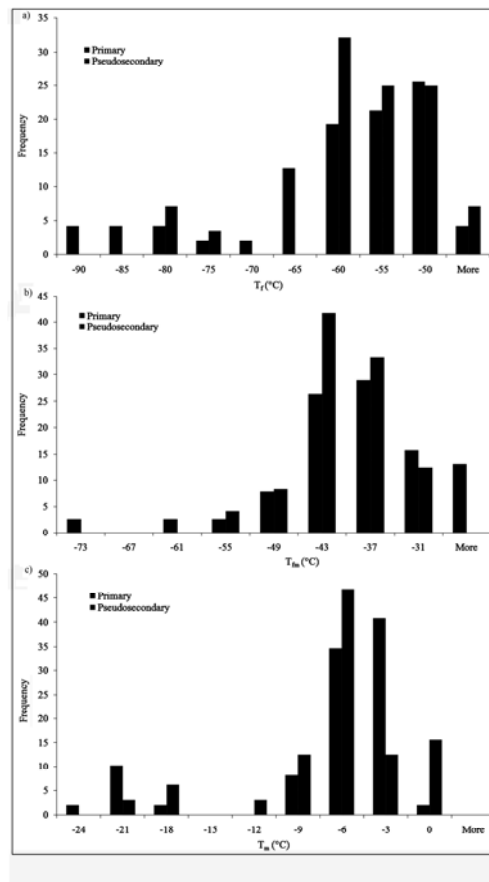 a)
35
30
25
20
15
10
5
0
Frequency
Primary
Pseudosecondary
-90 -85 -80 -75 -70 -65 -60 -55 -50 More
Tf (°C)
b)
45
40
35
30
25
20
15
10
5
0
Frequency
Primary
Pseudosecondary
-73 -67 -61 -55 -49 -43 -37 -31 More
Tfm (°C)
c)
50
45
40
35
30
25
20
15
10
5
0
Frequency
Primary
Pseudosecondary
-24 -21 -18 -15 -12 -9 -6 -3 0 More
Tm (°C)